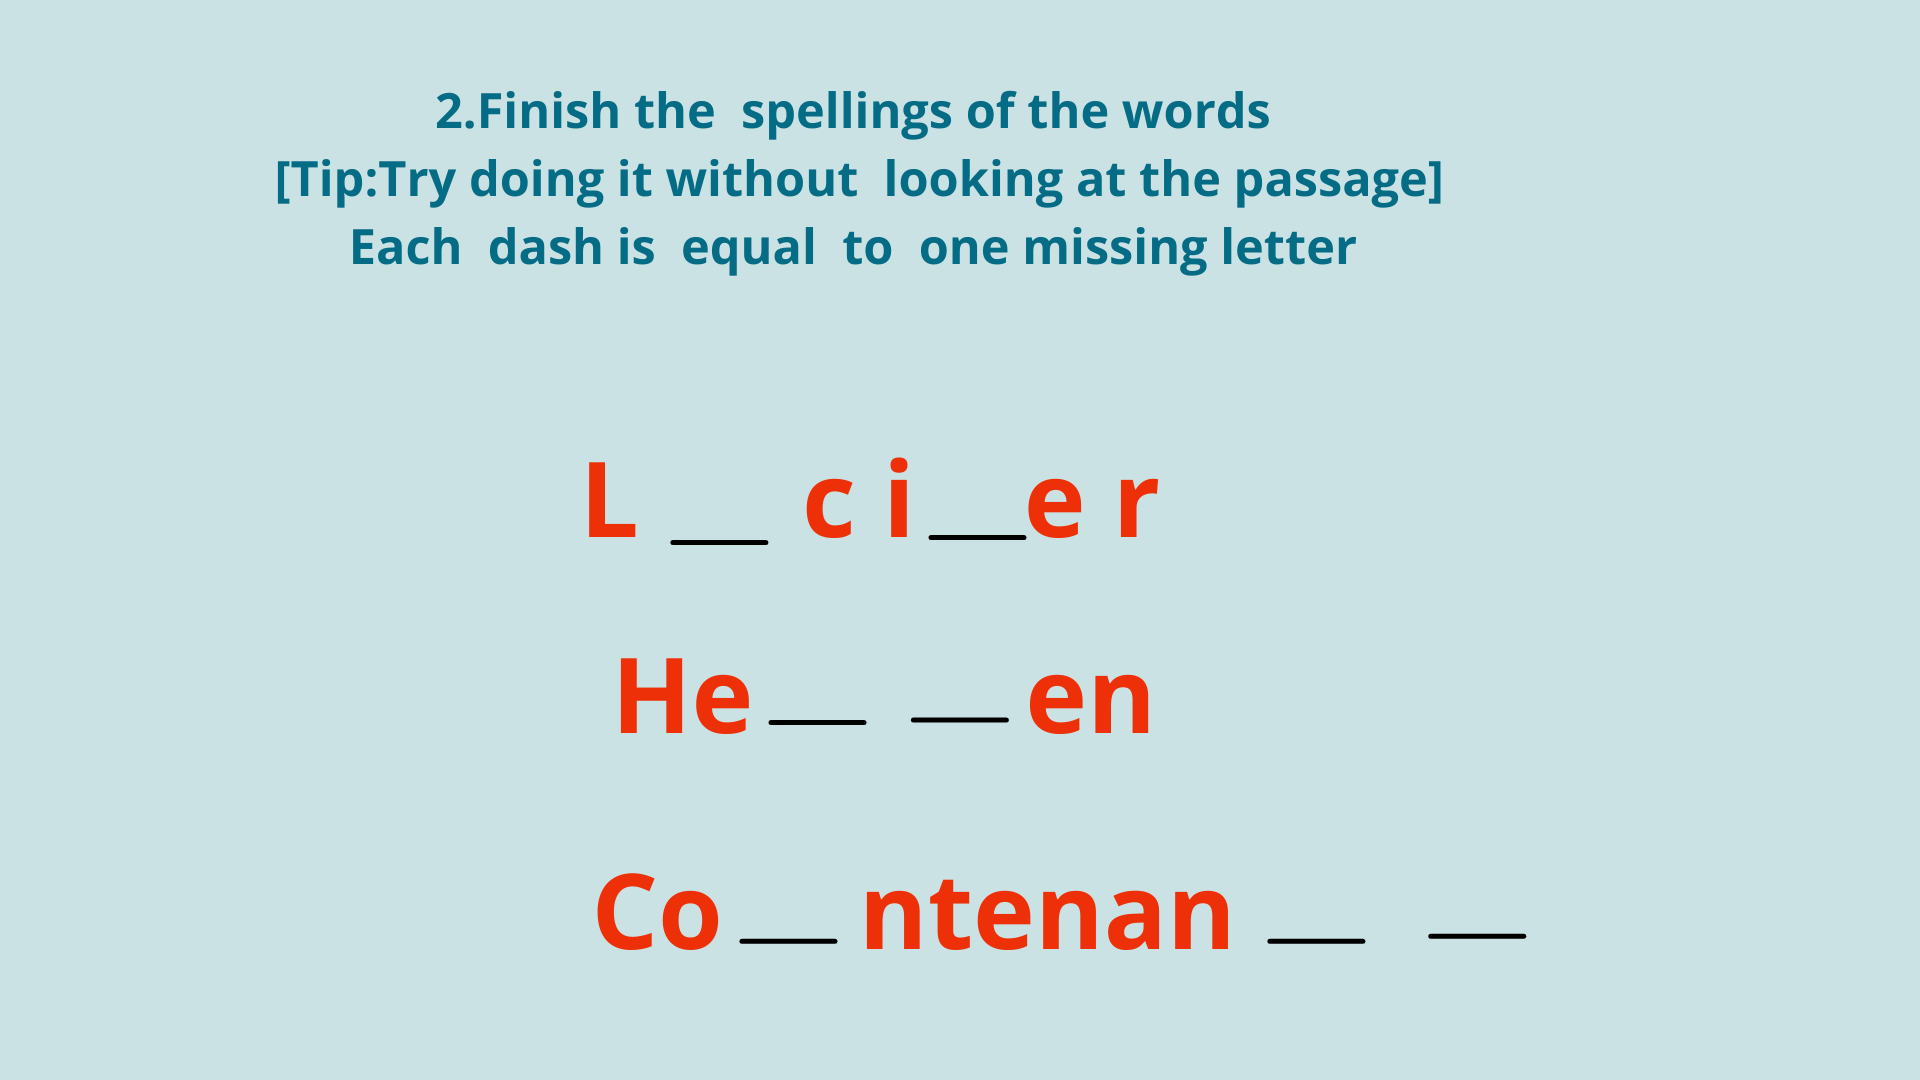 2.Finish the spellings of the words
[Tip:Try doing it without looking at the passage]
Each dash is equal to one missing letter
L __ c i __ e r
He __ __ en
Co __ ntenan __ __